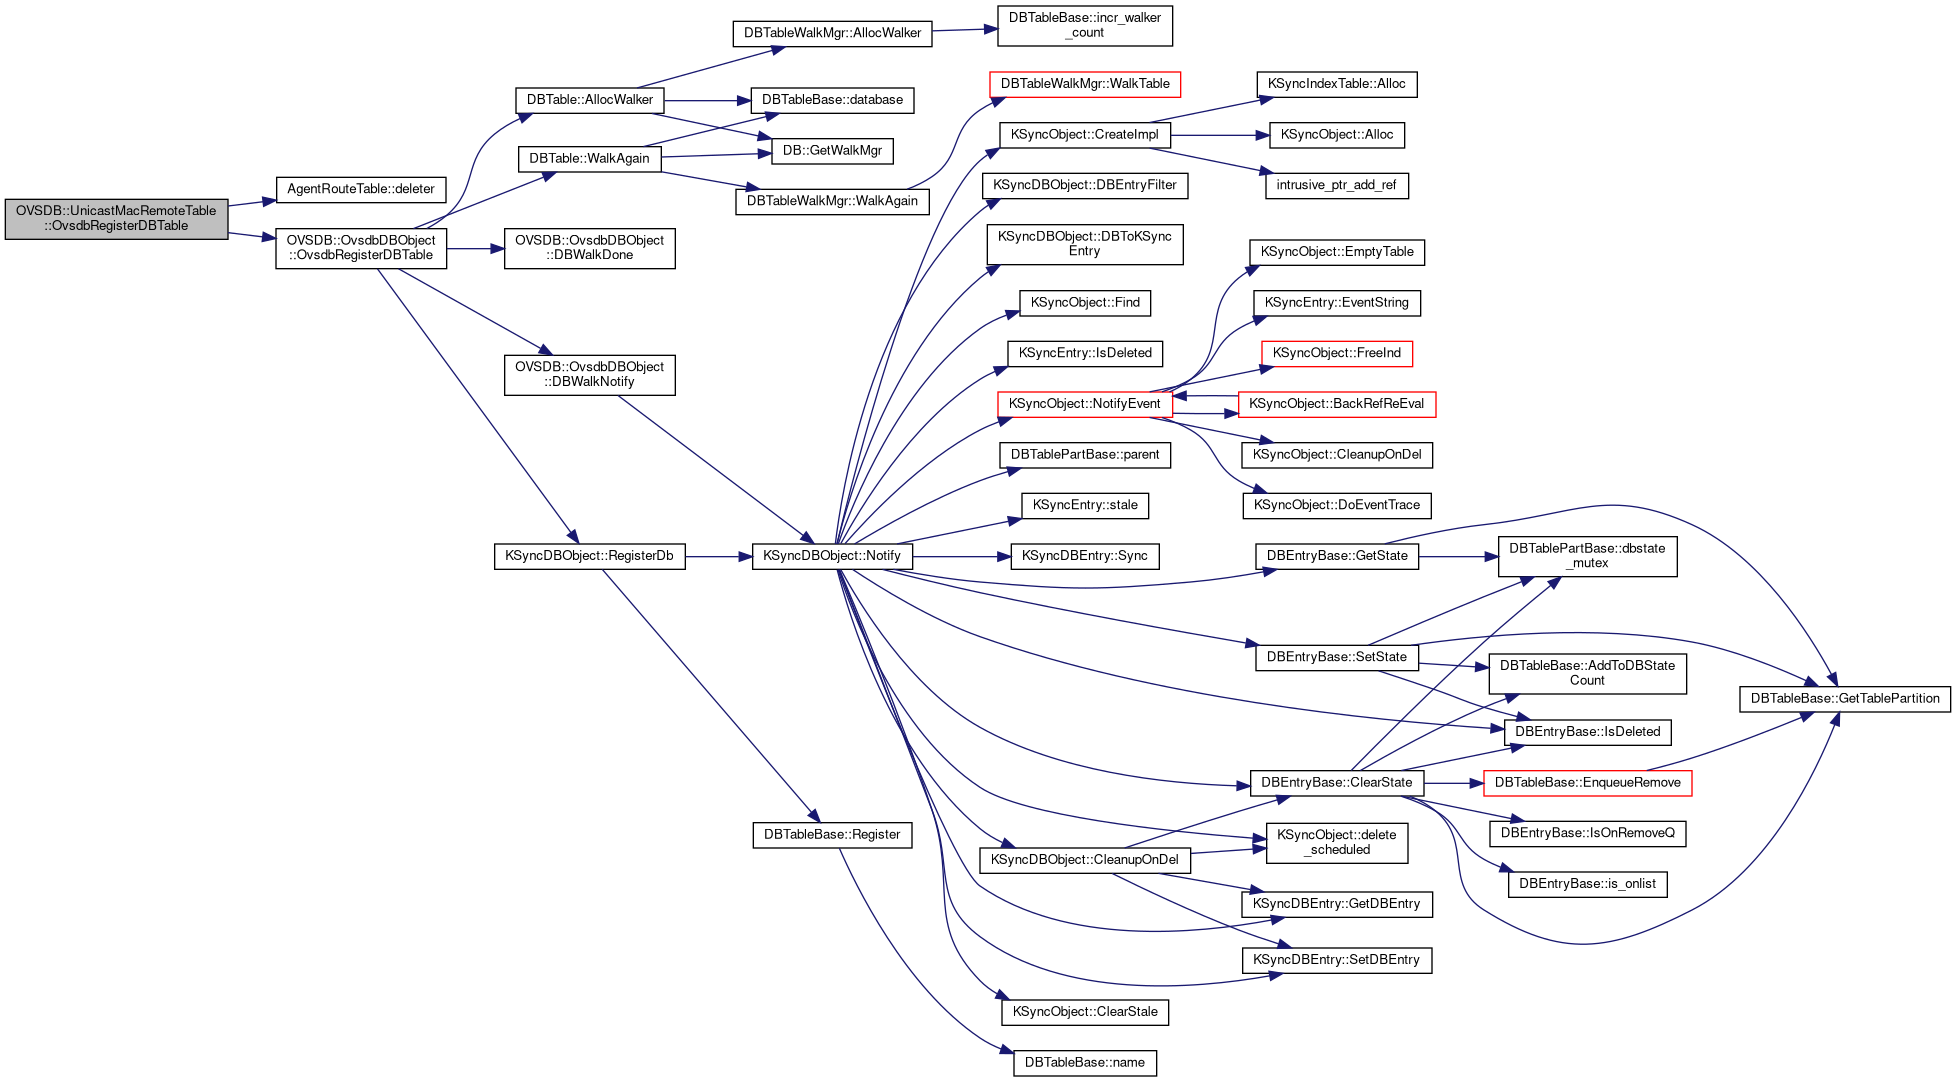 OVSDB::UnicastMacRemoteTable
::OvsdbRegisterDBTable
AgentRouteTable::deleter
OVSDB::OvsdbDBObject
::OvsdbRegisterDBTable
DBTable::AllocWalker
DBTable::WalkAgain
OVSDB::OvsdbDBObject
::DBWalkDone
OVSDB::OvsdbDBObject
::DBWalkNotify
KSyncDBObject::RegisterDb
DBTableWalkMgr::AllocWalker
DBTableBase::database
DB::GetWalkMgr
DBTableWalkMgr::WalkAgain
KSyncDBObject::Notify
DBTableBase::Register
DBTableBase::incr_walker
_count
DBTableWalkMgr::WalkTable
KSyncObject::CreateImpl
KSyncDBObject::DBEntryFilter
KSyncDBObject::DBToKSync
Entry
KSyncObject::Find
KSyncEntry::IsDeleted
KSyncObject::NotifyEvent
DBTablePartBase::parent
KSyncEntry::stale
KSyncDBEntry::Sync
KSyncDBObject::CleanupOnDel
KSyncObject::ClearStale
DBTableBase::name
KSyncIndexTable::Alloc
KSyncObject::Alloc
intrusive_ptr_add_ref
KSyncObject::EmptyTable
KSyncEntry::EventString
KSyncObject::FreeInd
KSyncObject::BackRefReEval
KSyncObject::CleanupOnDel
KSyncObject::DoEventTrace
DBEntryBase::GetState
DBEntryBase::SetState
DBEntryBase::ClearState
KSyncObject::delete
_scheduled
KSyncDBEntry::GetDBEntry
KSyncDBEntry::SetDBEntry
DBTablePartBase::dbstate
_mutex
DBTableBase::AddToDBState
Count
DBEntryBase::IsDeleted
DBTableBase::EnqueueRemove
DBEntryBase::IsOnRemoveQ
DBEntryBase::is_onlist
DBTableBase::GetTablePartition